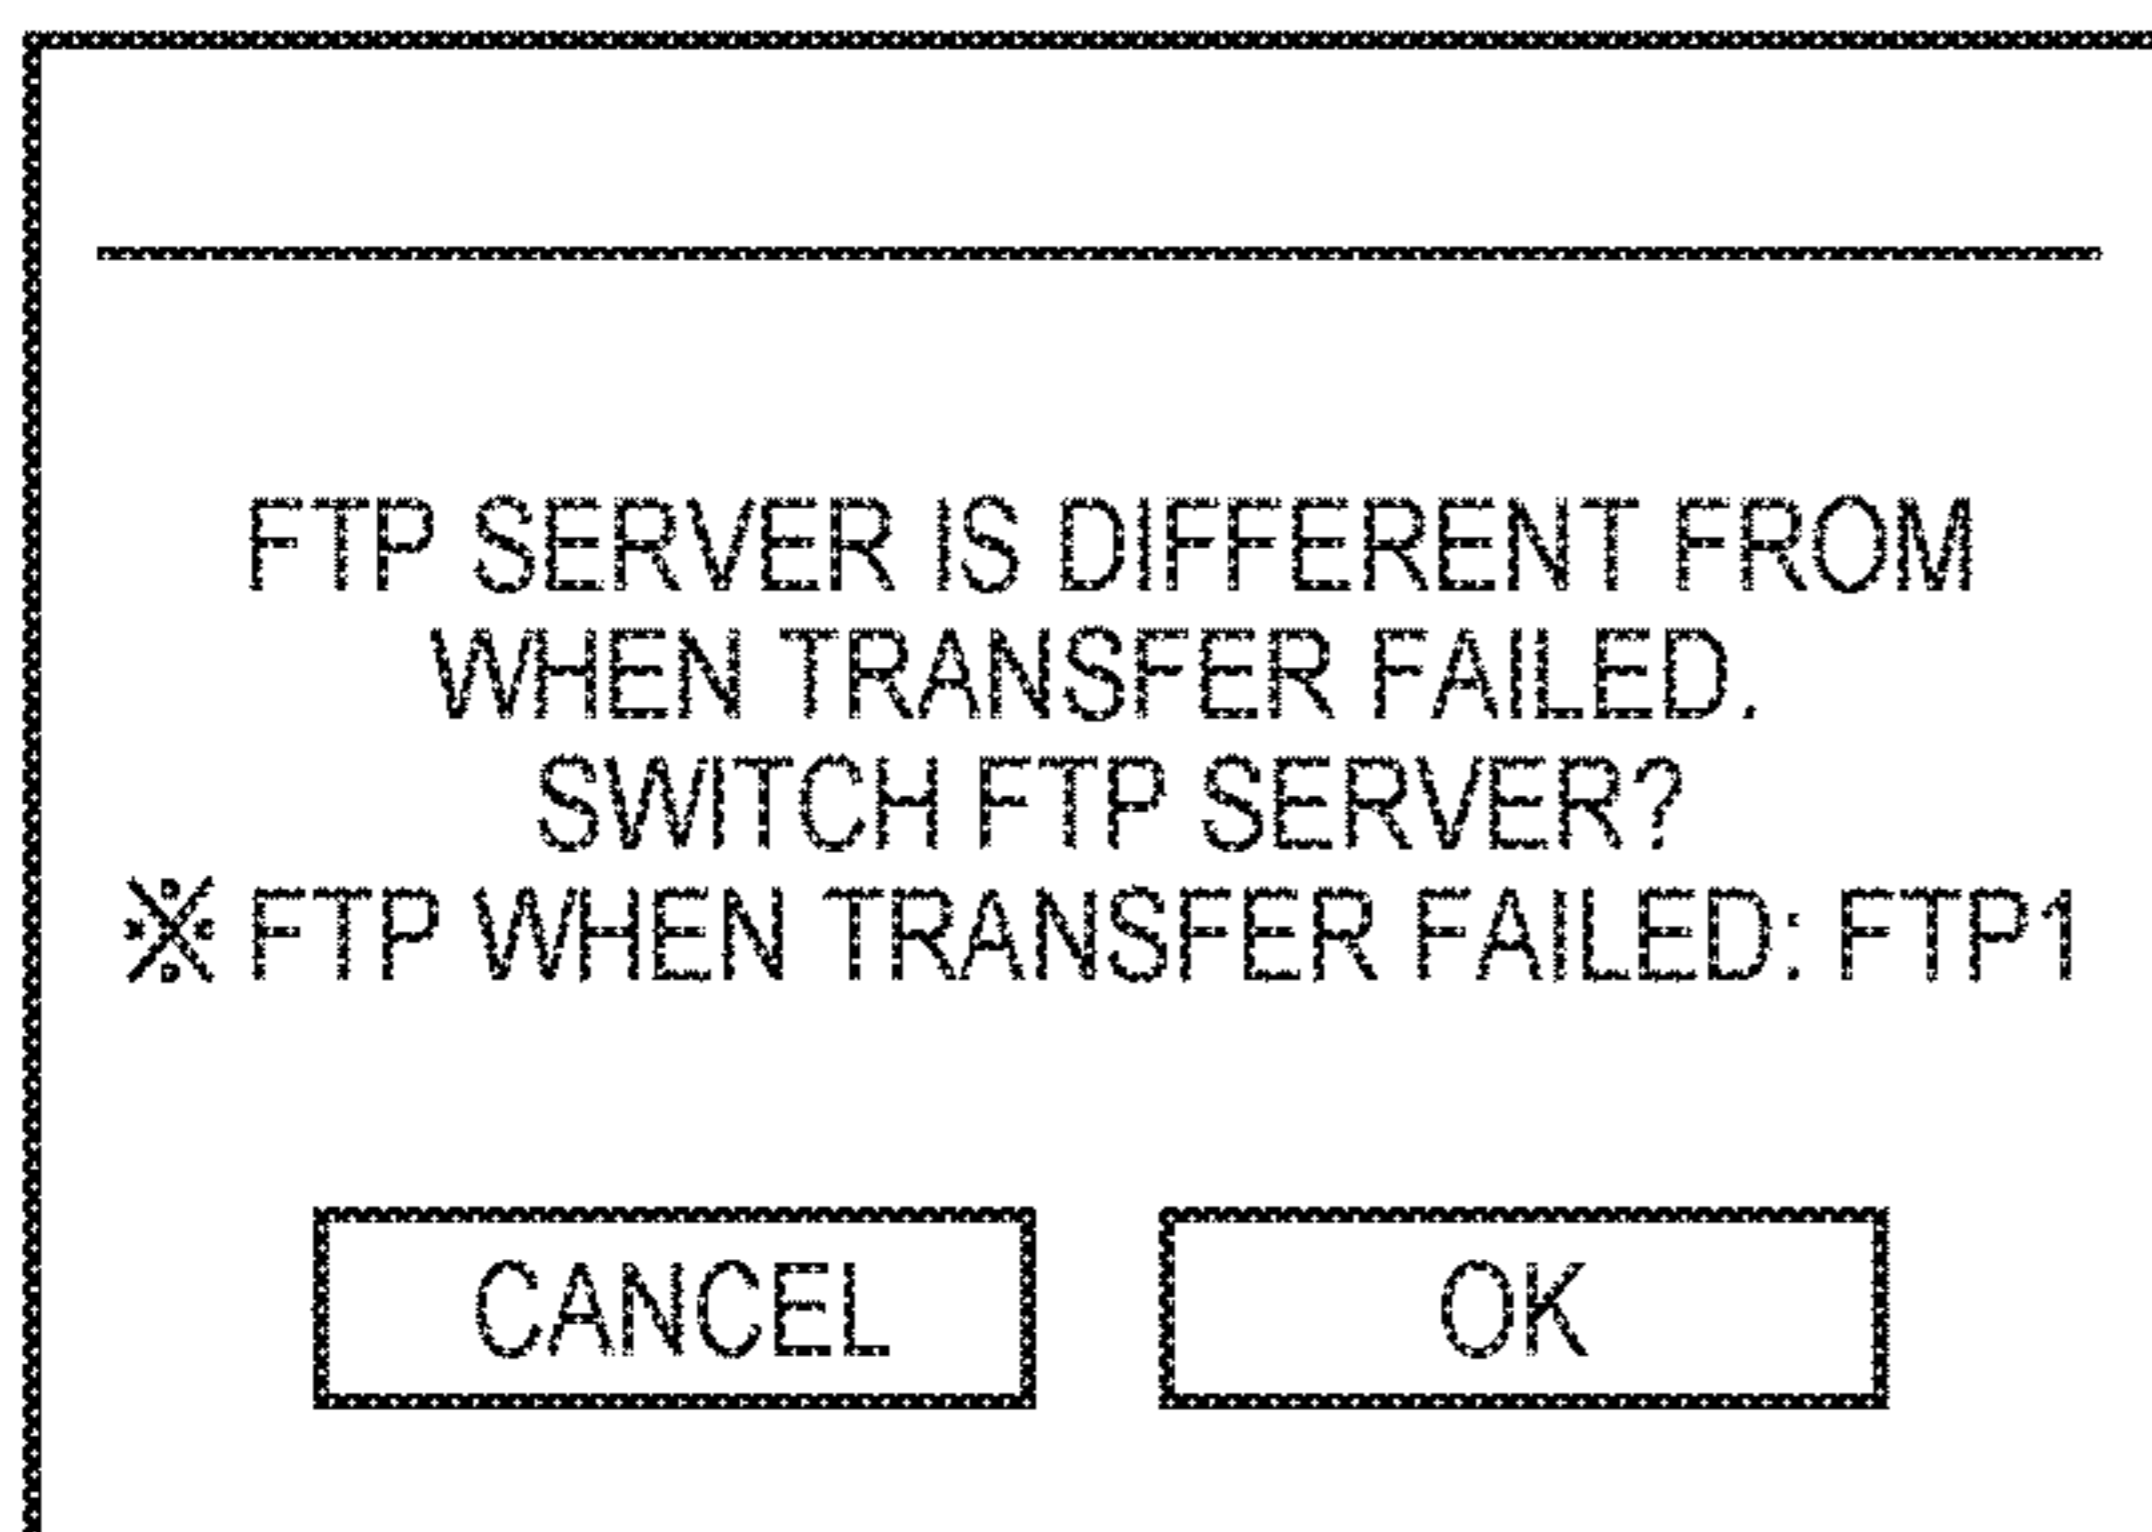 FTP SERVER IS DIFFERENT FROM
WHEN TRANSFER FAILED.
SWITCH FTP SERVER?
※ FTP WHEN TRANSFER FAILED: FTP1
CANCEL
OK